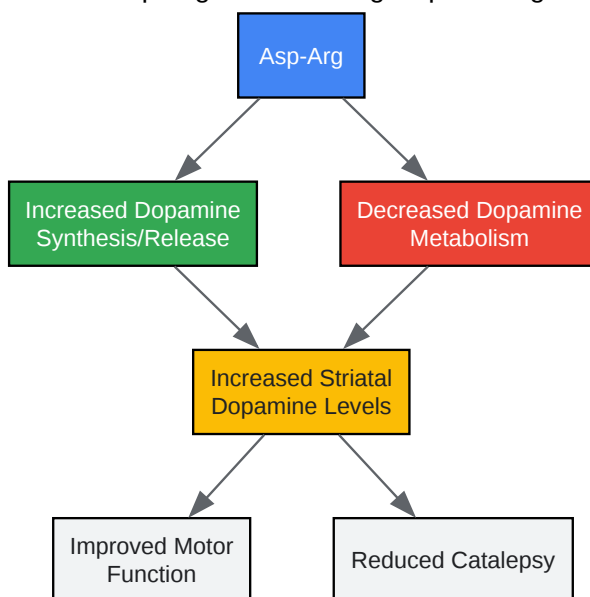 Asp-Arg
Increased Dopamine
Synthesis/Release
Decreased Dopamine
Metabolism
Increased Striatal
Dopamine Levels
Improved Motor
Function
Reduced Catalepsy